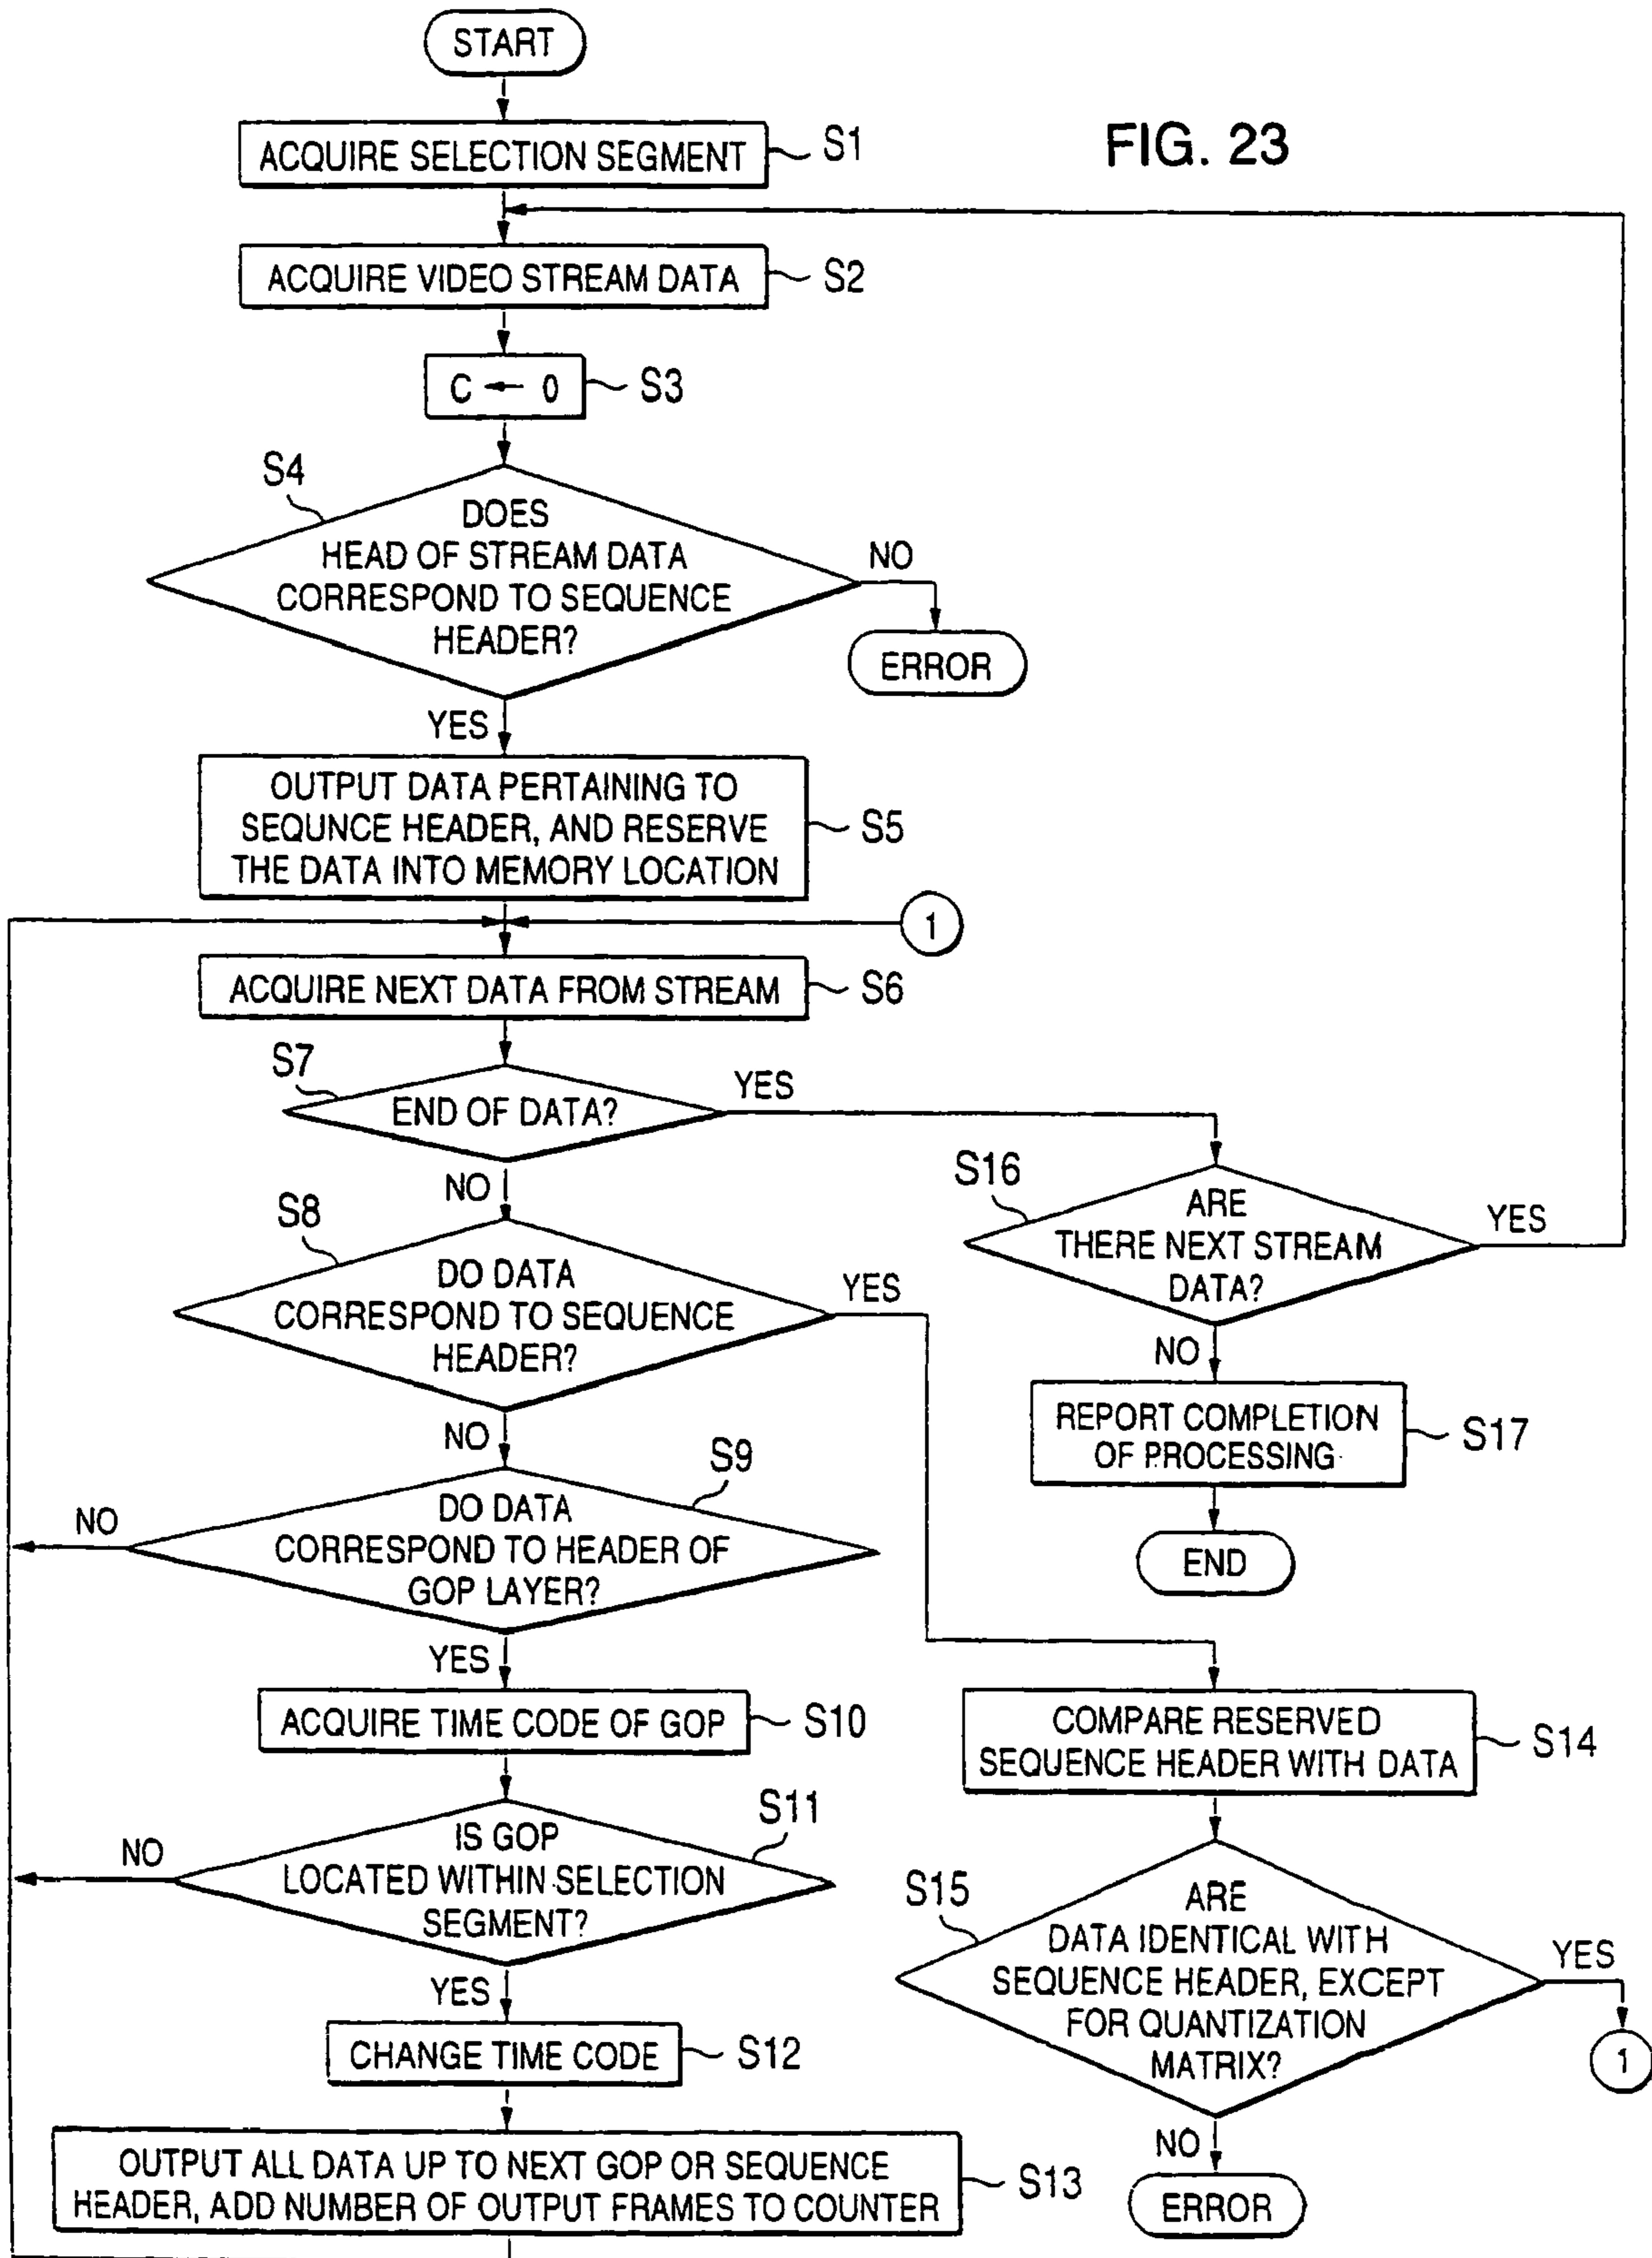 START
FIG. 23
ACQUIRE SELECTION SEGMENT
S1
ACQUIRE VIDEO STREAM DATA
S2
C ← 0
S3
S4
DOES
HEAD OF STREAM DATA
CORRESPOND TO SEQUENCE
HEADER?
NO
ERROR
YES
OUTPUT DATA PERTAINING TO
SEQUNCE HEADER, AND RESERVE
THE DATA INTO MEMORY LOCATION
S5
1
ACQUIRE NEXT DATA FROM STREAM
S6
S7
END OF DATA?
YES
NO
S8
DO DATA
CORRESPOND TO SEQUENCE
HEADER?
YES
NO
S16
ARE
THERE NEXT STREAM
DATA?
YES
NO
REPORT COMPLETION
OF PROCESSING
S17
END
S9
DO DATA
CORRESPOND TO HEADER OF
GOP LAYER?
NO
YES
ACQUIRE TIME CODE OF GOP
S10
S11
IS GOP
LOCATED WITHIN SELECTION
SEGMENT?
NO
YES
CHANGE TIME CODE
S12
OUTPUT ALL DATA UP TO NEXT GOP OR SEQUENCE
HEADER, ADD NUMBER OF OUTPUT FRAMES TO COUNTER
S13
COMPARE RESERVED
SEQUENCE HEADER WITH DATA
S14
S15
ARE
DATA IDENTICAL WITH
SEQUENCE HEADER, EXCEPT
FOR QUANTIZATION
MATRIX?
YES
1
NO
ERROR